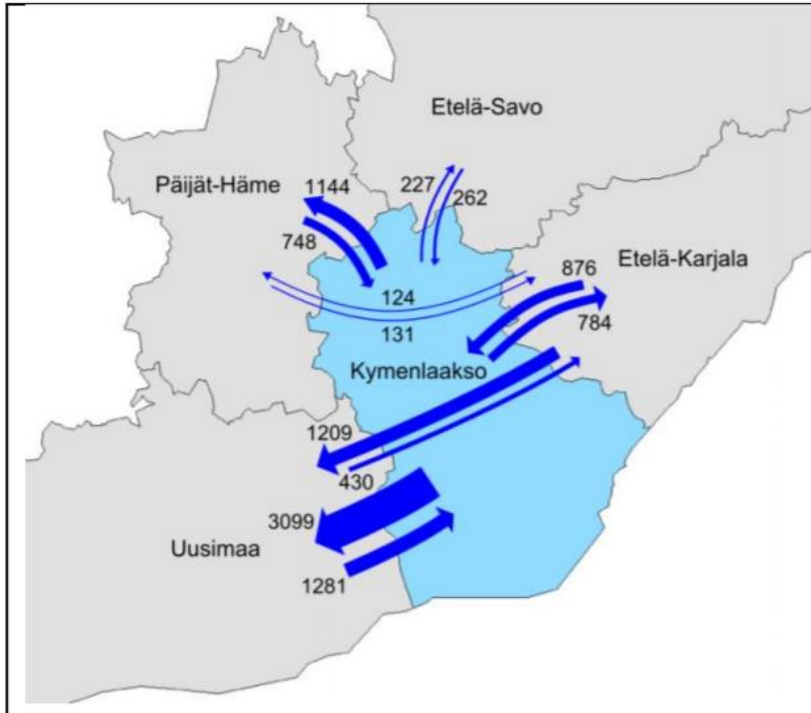 Etelä-Savo
Päijät-Häme
1144
227
262
748
Etelä-Karjala
876
124
784
131
Kymenlaakso
1209
430
3099
Uusimaa
1281